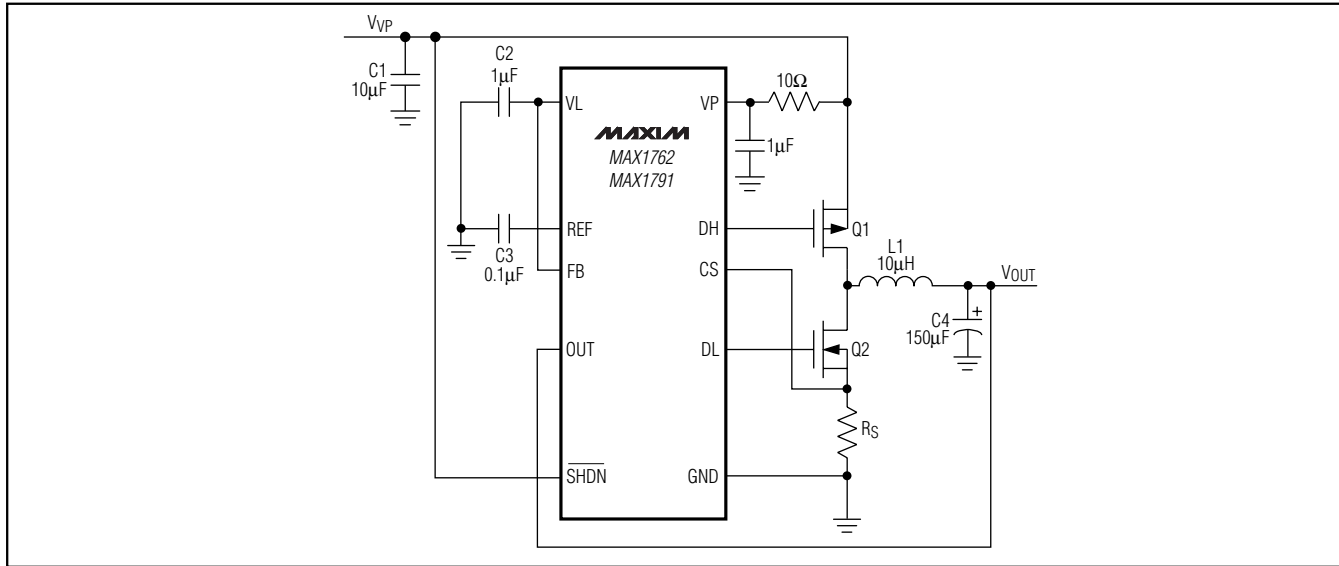 VVP
C1
10µF
C2
1µF
VL
VP
10Ω
1µF
MAXIM
MAX1762
MAX1791
REF
C3
0.1µF
FB
DH
Q1
CS
L1
10µH
VOUT
C4
150µF
+
OUT
DL
Q2
RS
SHDN
GND